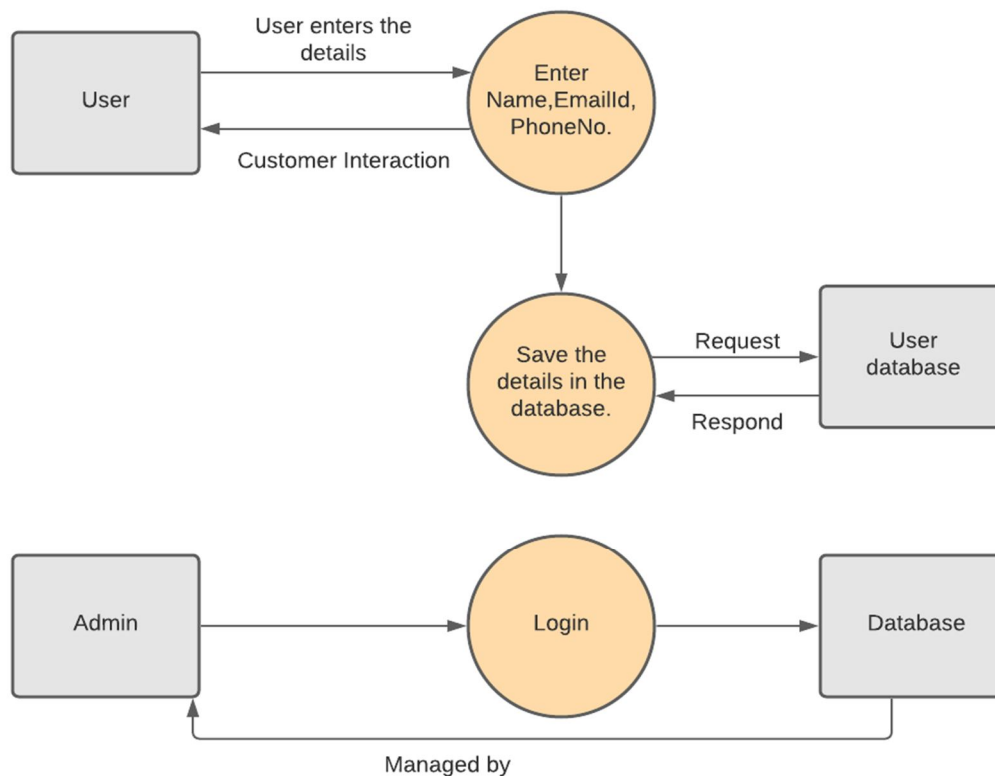 User enters the
details
User
Enter
Name,EmailId,
PhoneNo.
Customer Interaction
Save the
details in the
database.
Request
Respond
User
database
Admin
Login
Database
Managed by